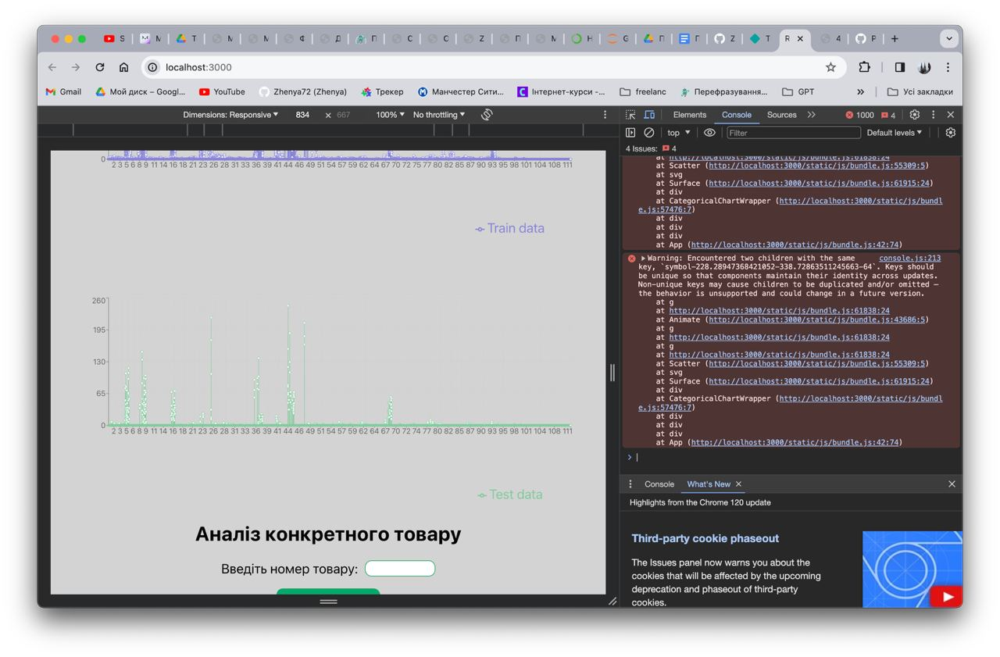 S M T M M Ф Д П C C Z П M H G П Г Z T R 4 P
localhost:3000
Gmail Мой диск – Googl... YouTube Zhenya72 (Zhenya) Трекер Манчестер Сити... Інтернет-курси -... freelanc Перефразування... GPT » Усі закладки
Dimensions: Responsive 834 × 667 100% No throttling
Elements Console Sources 1000 4
top Filter Default levels
4 Issues: 4
0
2 3 5 6 8 9 11 14 16 18 21 23 26 28 31 33 36 39 41 44 46 49 51 54 56 59 62 64 67 70 72 74 77 80 82 85 87 90 93 95 98 101 104 108 111
Train data
260
195
130
65
0
2 3 5 6 8 9 11 14 16 18 21 23 26 28 31 33 36 39 41 44 46 49 51 54 56 59 62 64 67 70 72 74 77 80 82 85 87 90 93 95 98 101 104 108 111
Test data
Аналіз конкретного товару
Введіть номер товару:
at http://localhost:3000/static/js/bundle.js:61838:24
at Scatter (http://localhost:3000/static/js/bundle.js:55309:5)
at svg
at Surface (http://localhost:3000/static/js/bundle.js:61915:24)
at div
at CategoricalChartWrapper (http://localhost:3000/static/js/bundl
e.js:57476:7)
at div
at div
at div
at App (http://localhost:3000/static/js/bundle.js:42:74)
Warning: Encountered two children with the same console.js:213
key, `symbol-228.28947368421052-338.72863511245663-64`. Keys should
be unique so that components maintain their identity across updates.
Non-unique keys may cause children to be duplicated and/or omitted —
the behavior is unsupported and could change in a future version.
at g
at http://localhost:3000/static/js/bundle.js:61838:24
at Animate (http://localhost:3000/static/js/bundle.js:43686:5)
at g
at http://localhost:3000/static/js/bundle.js:61838:24
at g
at http://localhost:3000/static/js/bundle.js:61838:24
at Scatter (http://localhost:3000/static/js/bundle.js:55309:5)
at svg
at Surface (http://localhost:3000/static/js/bundle.js:61915:24)
at div
at CategoricalChartWrapper (http://localhost:3000/static/js/bundl
e.js:57476:7)
at div
at div
at div
at App (http://localhost:3000/static/js/bundle.js:42:74)
Console What's New
Highlights from the Chrome 120 update
Third-party cookie phaseout
The Issues panel now warns you about the
cookies that will be affected by the upcoming
deprecation and phaseout of third-party
cookies.